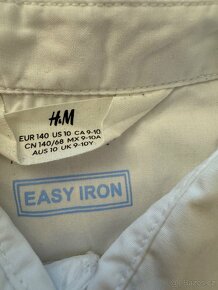 H&M
EUR 140 US 10 CA 9-10
CN 140/68 MX 9-10A
AUS 10 UK 9-10Y
EASY IRON